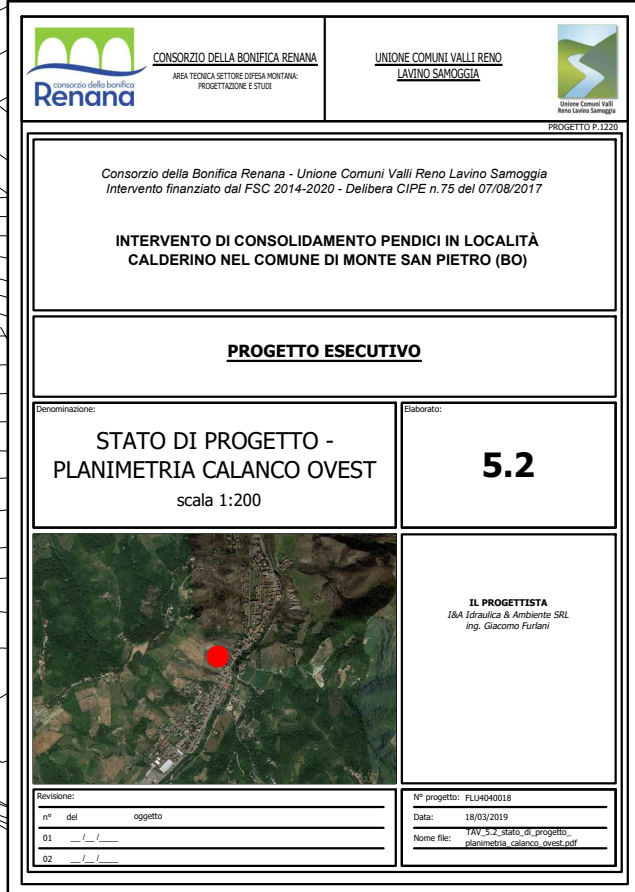 consorzio della bonifica
Renana
CONSORZIO DELLA BONIFICA RENANA
AREA TECNICA SETTORE DIFESA MONTANA:
PROGETTAZIONE E STUDI
UNIONE COMUNI VALLI RENO
LAVINO SAMOGGIA
Unione Comuni Valli
Reno Lavino Samoggia
PROGETTO P.1220
Consorzio della Bonifica Renana - Unione Comuni Valli Reno Lavino Samoggia
Intervento finanziato dal FSC 2014-2020 - Delibera CIPE n.75 del 07/08/2017
INTERVENTO DI CONSOLIDAMENTO PENDICI IN LOCALITÀ
CALDERINO NEL COMUNE DI MONTE SAN PIETRO (BO)
PROGETTO ESECUTIVO
Denominazione:
STATO DI PROGETTO -
PLANIMETRIA CALANCO OVEST
scala 1:200
Elaborato:
5.2
IL PROGETTISTA
I&A Idraulica & Ambiente SRL
ing. Giacomo Furlani
Revisione:
n° del oggetto
01 __ /__ /____
02 __ /__ /____
N° progetto: FLU4040018
Data: 18/03/2019
Nome file: TAV_5.2_stato_di_progetto_
planimetria_calanco_ovest.pdf